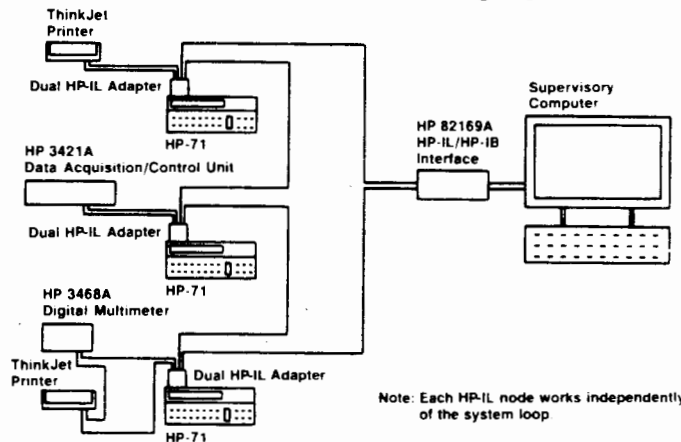 ThinkJet
Printer
Dual HP-IL Adapter
HP-71
HP 3421A
Data Acquisition/Control Unit
Dual HP-IL Adapter
HP-71
HP 3468A
Digital Multimeter
ThinkJet
Printer
Dual HP-IL Adapter
HP-71
HP 82169A
HP-IL/HP-IB
Interface
Supervisory
Computer
Note: Each HP-IL node works independently
of the system loop.